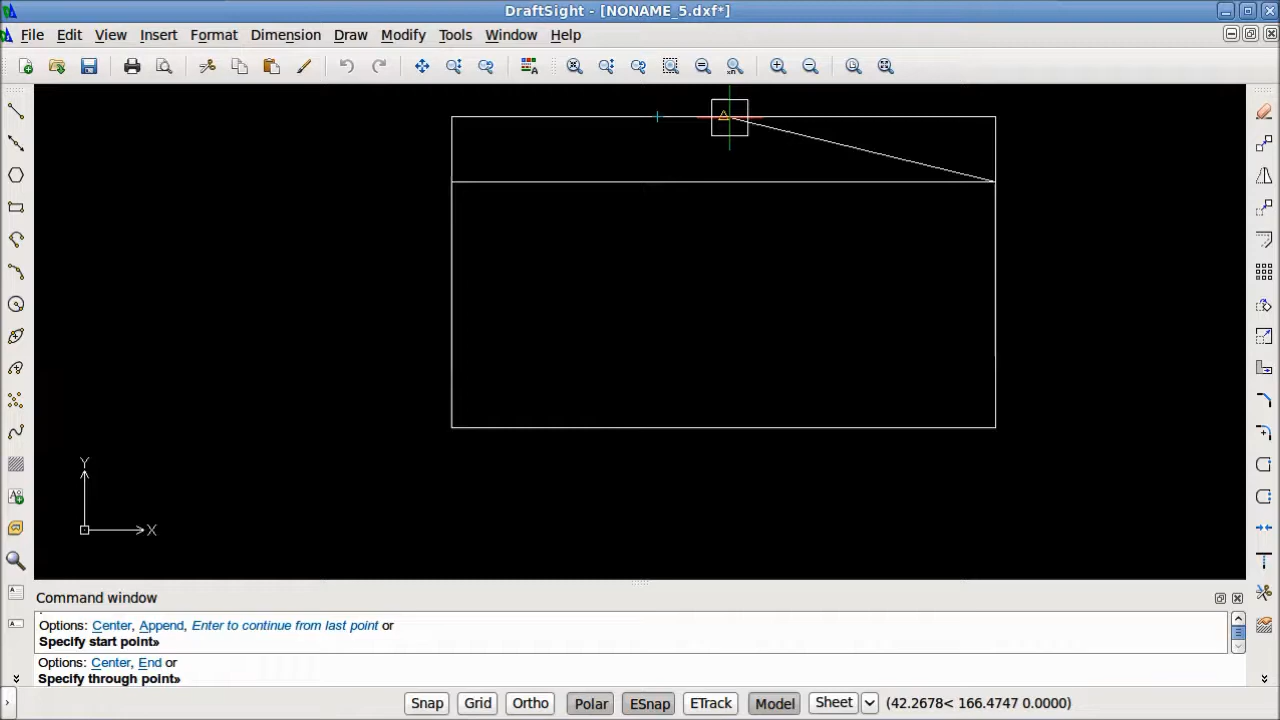 DraftSight - [NONAME_5.dxf*]
File Edit View Insert Format Dimension Draw Modify Tools Window Help
Y
X
Command window
Options: Center, Append, Enter to continue from last point or
Specify start point»
Options: Center, End or
Specify through point»
Snap Grid Ortho Polar ESnap ETrack Model Sheet (42.2678< 166.4747 0.0000)